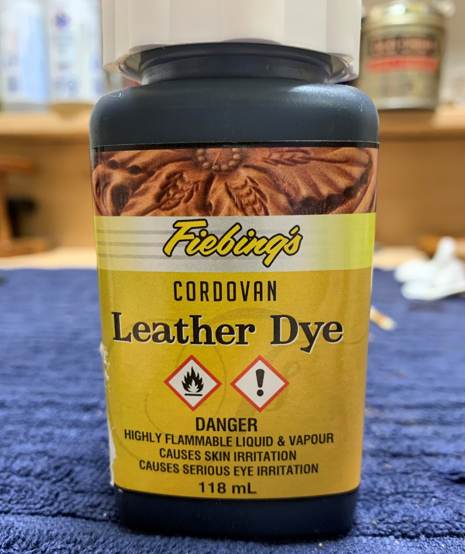 Fiebing's
CORDOVAN
Leather Dye
DANGER
HIGHLY FLAMMABLE LIQUID & VAPOUR
CAUSES SKIN IRRITATION
CAUSES SERIOUS EYE IRRITATION
118 mL